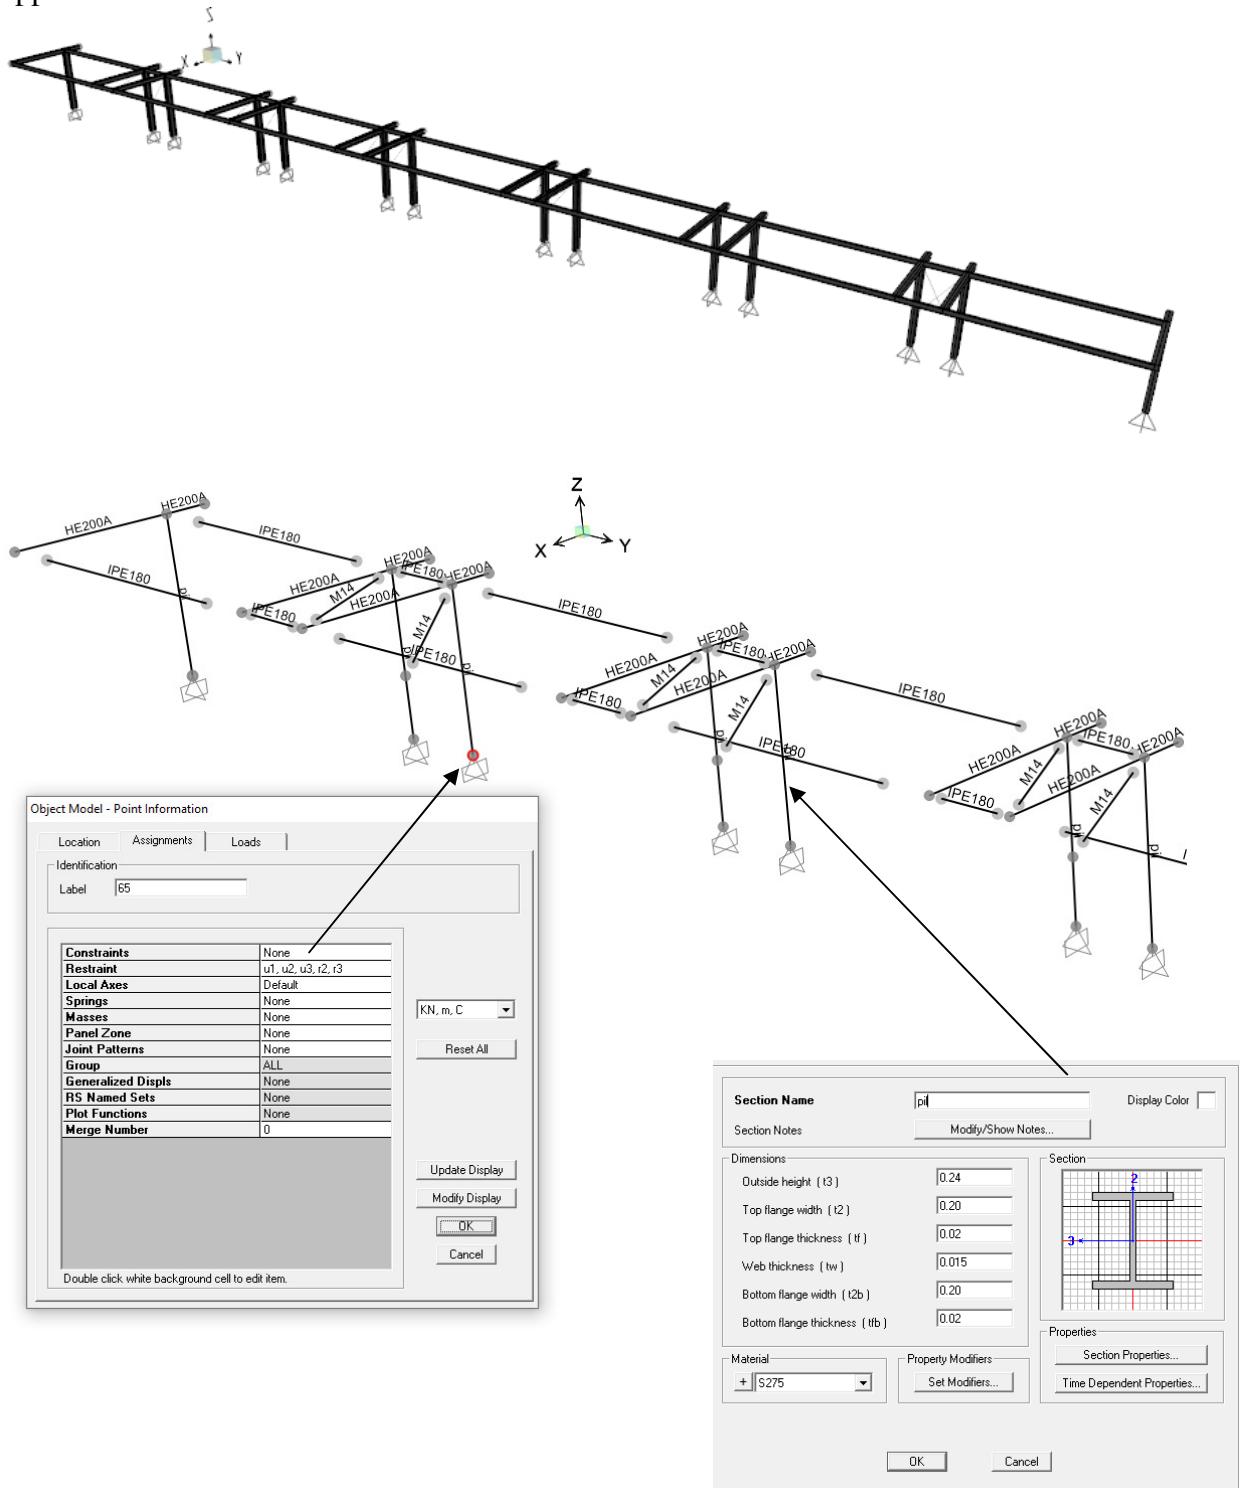 X
Y
HE200A
HE200A
IPE180
IPE180
Z
X
Y
HE200A
IPE180
HE200A
HE200A
M14
HE200A
IPE180
M14
IPE180
IPE180
HE200A
IPE180
HE200A
HE200A
M14
HE200A
IPE180
M14
IPE180
IPE180
HE200A
IPE180
HE200A
HE200A
M14
HE200A
IPE180
M14
pil
pil
Object Model - Point Information
Location Assignments Loads
Identification
Label 65
Constraints None
Restraint u1, u2, u3, r2, r3
Local Axes Default
Springs None
Masses None
Panel Zone None
Joint Patterns None
Group ALL
Generalized Displs None
RS Named Sets None
Plot Functions None
Merge Number 0
KN, m, C
Reset All
Update Display
Modify Display
OK
Cancel
Double click white background cell to edit item.
Section Name pil Display Color
Section Notes Modify/Show Notes...
Dimensions
Outside height ( t3 ) 0.24
Top flange width ( t2 ) 0.20
Top flange thickness ( tf ) 0.02
Web thickness ( tw ) 0.015
Bottom flange width ( t2b ) 0.20
Bottom flange thickness ( tfb ) 0.02
Section
2
3
Material
+ S275
Property Modifiers
Set Modifiers...
Properties
Section Properties...
Time Dependent Properties...
OK Cancel